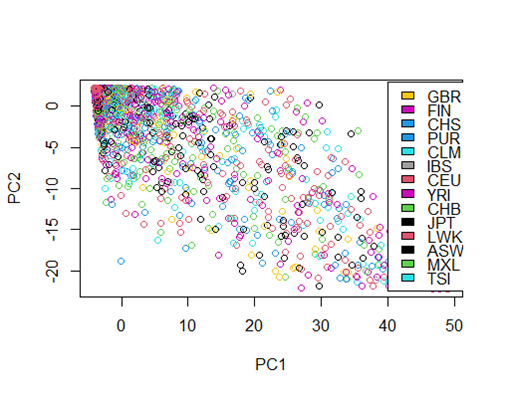 PC2
0
-5
-10
-15
-20
0
10
20
30
40
50
PC1
GBR
FIN
CHS
PUR
CLM
IBS
CEU
YRI
CHB
JPT
LWK
ASW
MXL
TSI